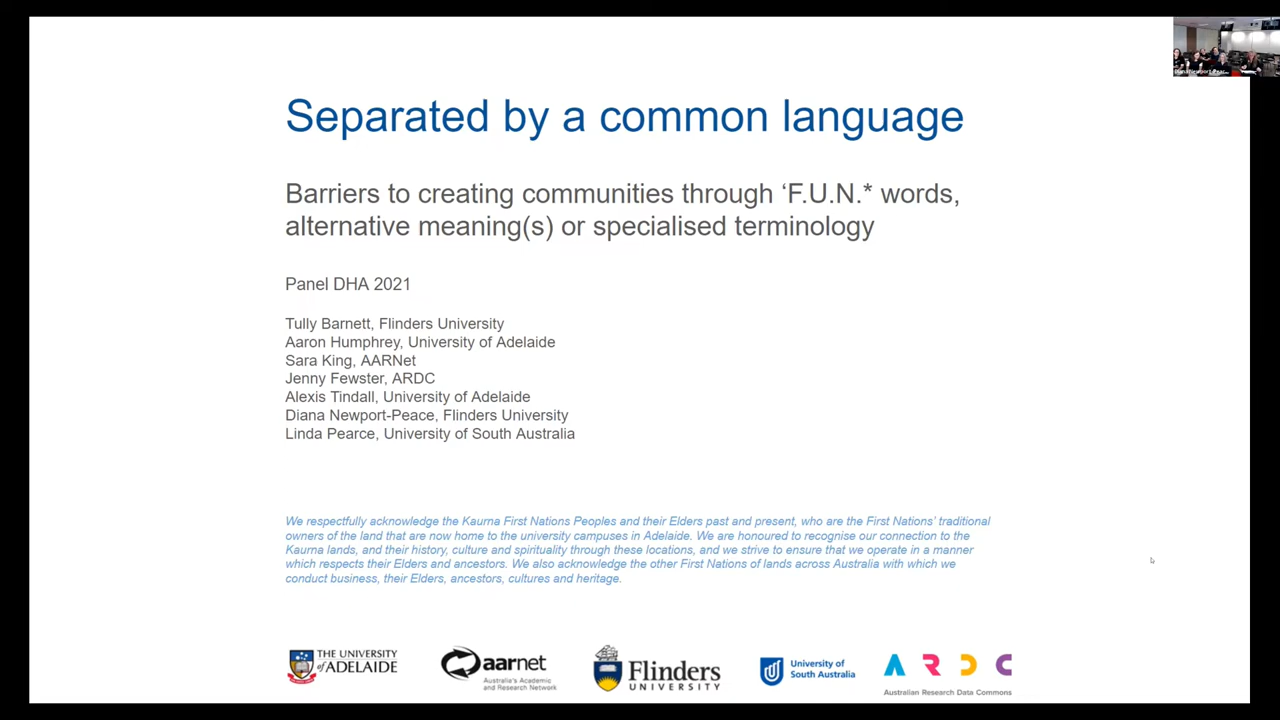 Separated by a common language
Barriers to creating communities through ‘F.U.N.* words,
alternative meaning(s) or specialised terminology
Panel DHA 2021
Tully Barnett, Flinders University
Aaron Humphrey, University of Adelaide
Sara King, AARNet
Jenny Fewster, ARDC
Alexis Tindall, University of Adelaide
Diana Newport-Peace, Flinders University
Linda Pearce, University of South Australia
We respectfully acknowledge the Kaurna First Nations Peoples and their Elders past and present, who are the First Nations’ traditional
owners of the land that are now home to the university campuses in Adelaide. We are honoured to recognise our connection to the
Kaurna lands, and their history, culture and spirituality through these locations, and we strive to ensure that we operate in a manner
which respects their Elders and ancestors. We also acknowledge the other First Nations of lands across Australia with which we
conduct business, their Elders, ancestors, cultures and heritage.
THE UNIVERSITY
of ADELAIDE
aarnet
Australia's Academic
and Research Network
Flinders
UNIVERSITY
University of
South Australia
ARDC
Australian Research Data Commons